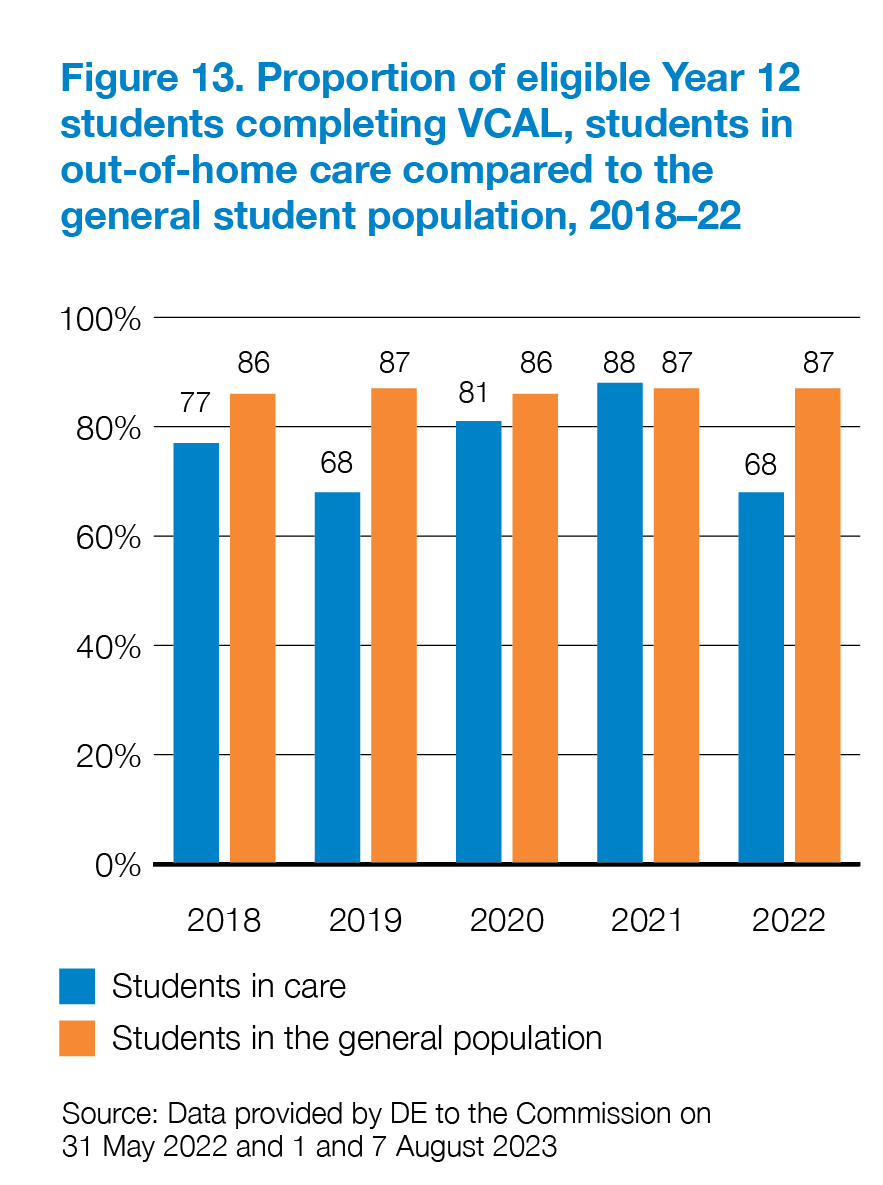 Figure 13. Proportion of eligible Year 12
students completing VCAL, students in
out-of-home care compared to the
general student population, 2018–22
100%
80%
60%
40%
20%
0%
77
86
68
87
81
86
88
87
68
87
2018
2019
2020
2021
2022
Students in care
Students in the general population
Source: Data provided by DE to the Commission on
31 May 2022 and 1 and 7 August 2023